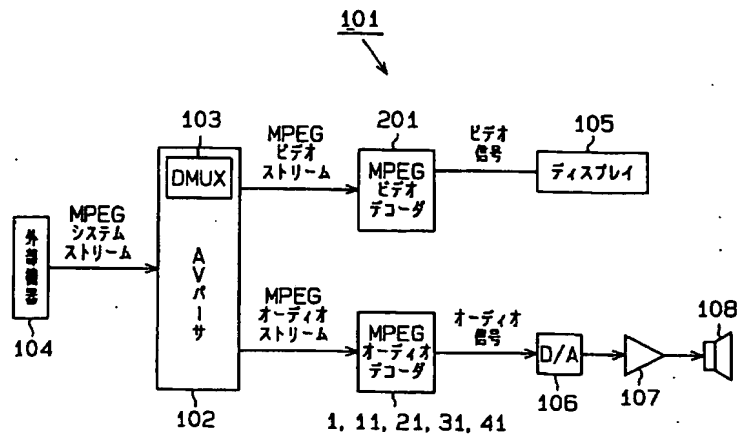 101
103
MPEG
ビデオ
ストリーム
201
ビデオ
信号
105
DMUX
MPEG
ビデオ
デコーダ
ディスプレイ
MPEG
システム
ストリーム
AVパーサ
104
MPEG
オーディオ
ストリーム
MPEG
オーディオ
デコーダ
オーディオ
信号
D/A
108
102
1, 11, 21, 31, 41
106
107